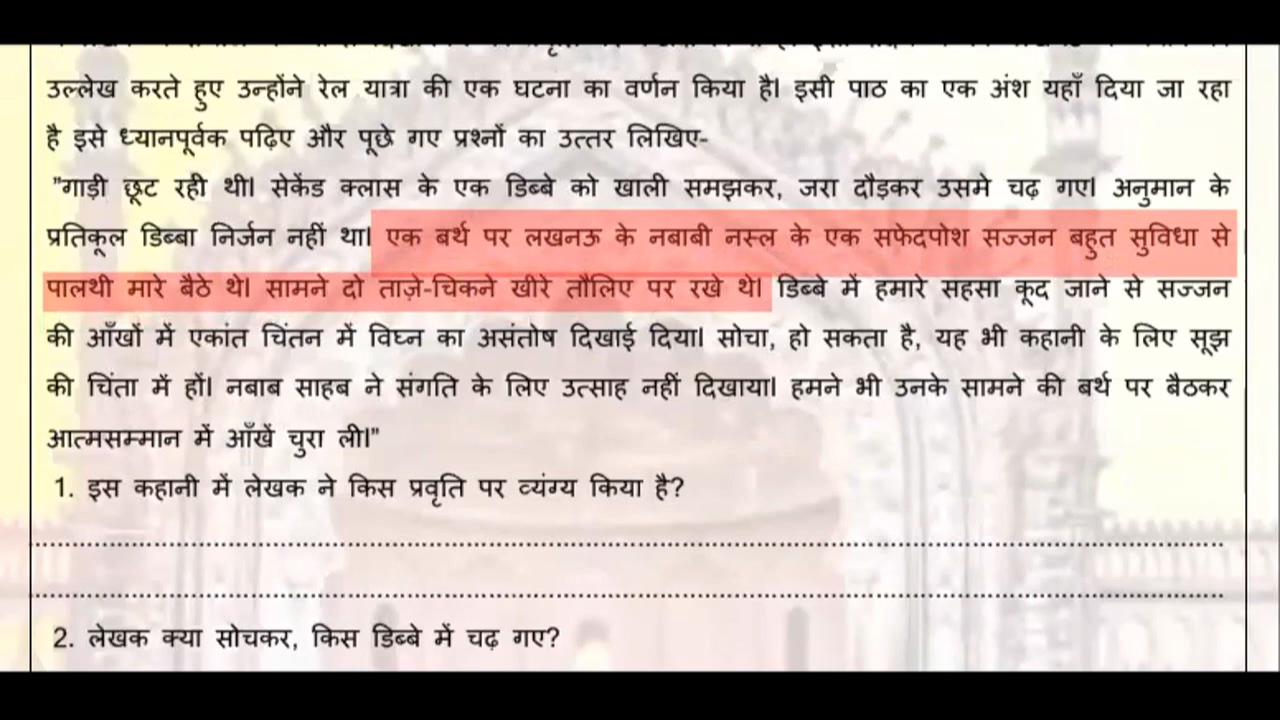 उल्लेख करते हुए उन्होंने रेल यात्रा की एक घटना का वर्णन किया है। इसी पाठ का एक अंश यहाँ दिया जा रहा
है इसे ध्यानपूर्वक पढ़िए और पूछे गए प्रश्नों का उत्तर लिखिए-
"गाड़ी छूट रही थी। सेकेंड क्लास के एक डिब्बे को खाली समझकर, जरा दौड़कर उसमे चढ़ गए। अनुमान के
प्रतिकूल डिब्बा निर्जन नहीं था। एक बर्थ पर लखनऊ के नबाबी नस्ल के एक सफेदपोश सज्जन बहुत सुविधा से
पालथी मारे बैठे थे। सामने दो ताज़े-चिकने खीरे तौलिए पर रखे थे। डिब्बे में हमारे सहसा कूद जाने से सज्जन
की आँखों में एकांत चिंतन में विघ्न का असंतोष दिखाई दिया। सोचा, हो सकता है, यह भी कहानी के लिए सूझ
की चिंता में हों। नबाब साहब ने संगति के लिए उत्साह नहीं दिखाया। हमने भी उनके सामने की बर्थ पर बैठकर
आत्मसम्मान में आँखें चुरा ली।"
1. इस कहानी में लेखक ने किस प्रवृति पर व्यंग्य किया है?
2. लेखक क्या सोचकर, किस डिब्बे में चढ़ गए?